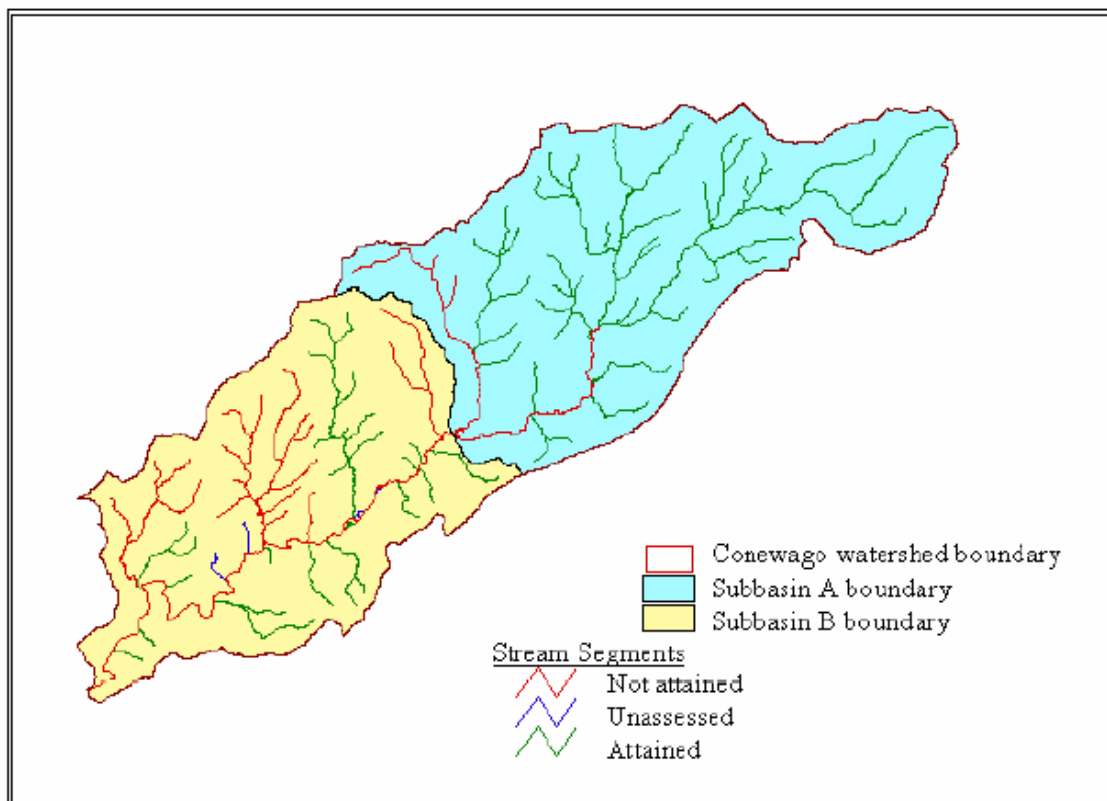 Conewago watershed boundary
Subbasin A boundary
Subbasin B boundary
Stream Segments
Not attained
Unassessed
Attained